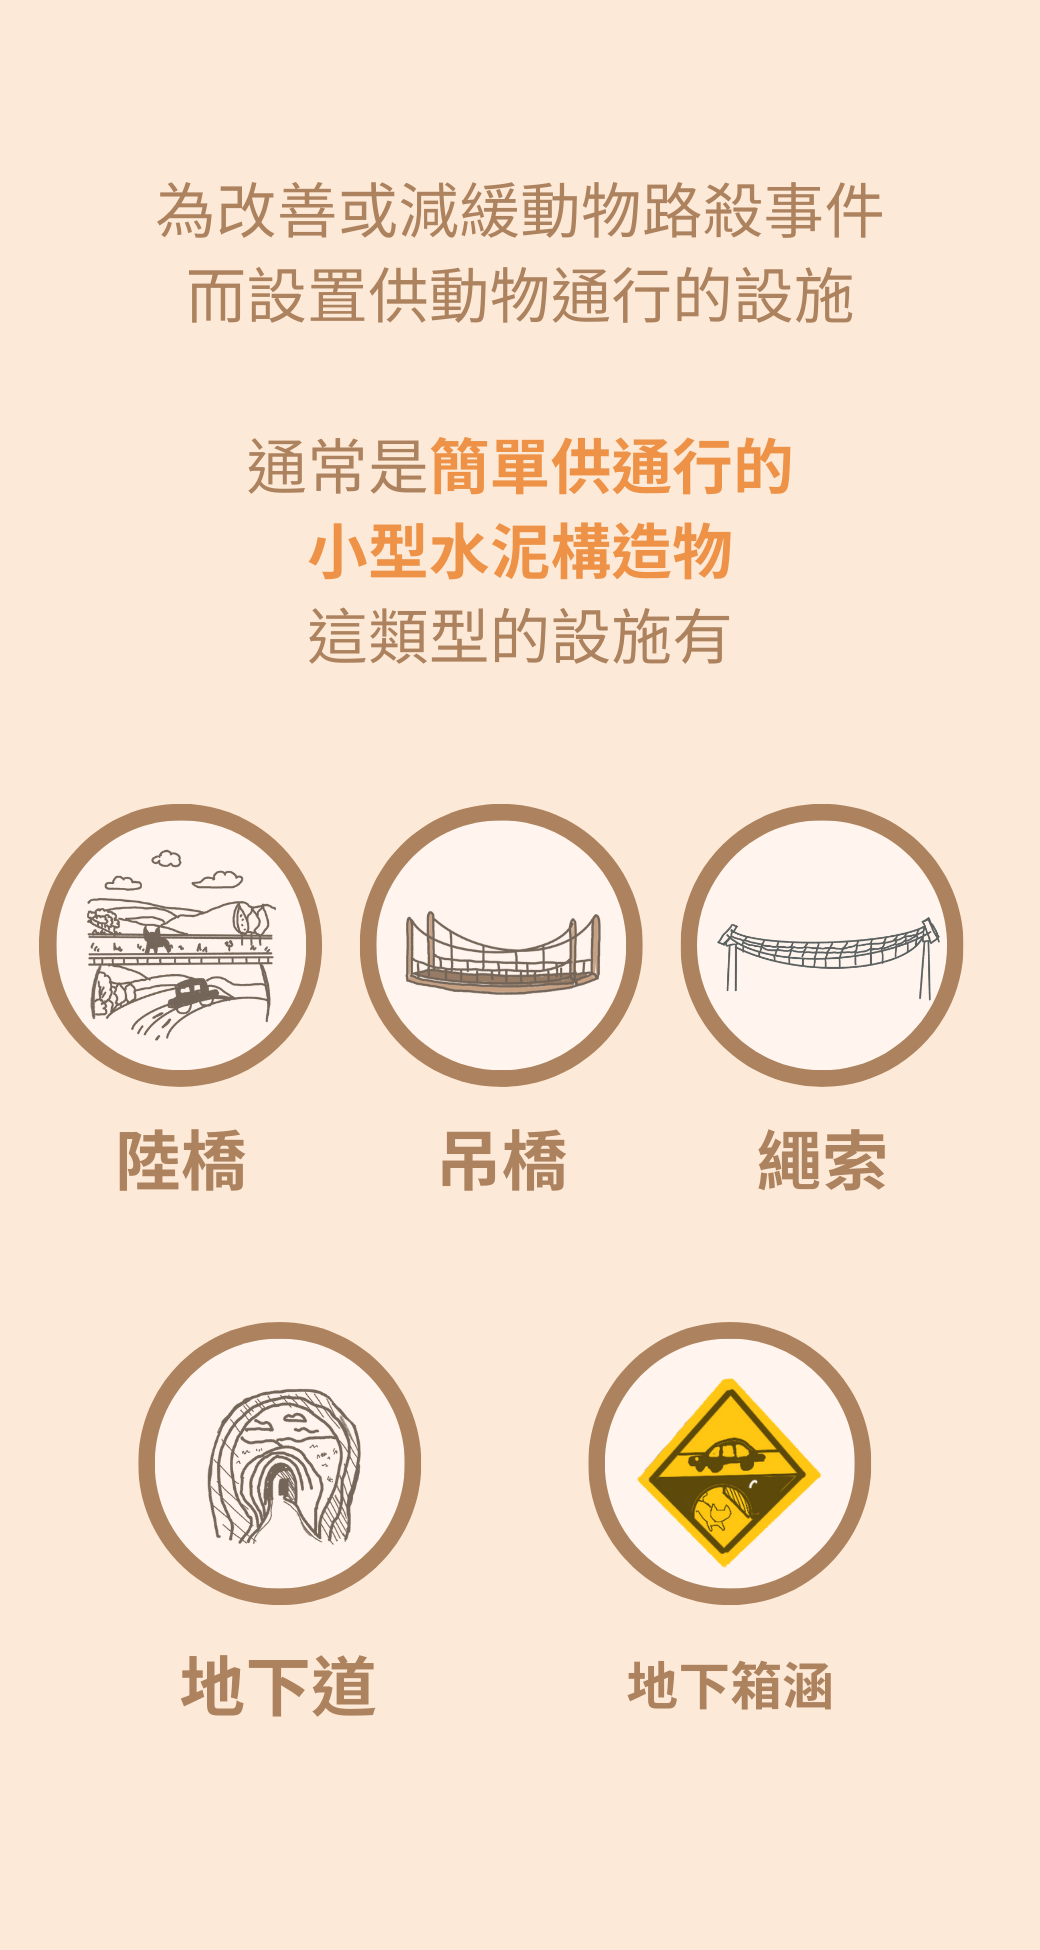 為改善或減緩動物路殺事件
而設置供動物通行的設施
通常是簡單供通行的
小型水泥構造物
這類型的設施有
陸橋
吊橋
繩索
地下道
地下箱涵